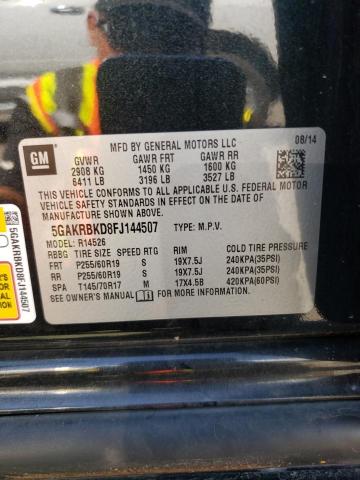 GM
MFD BY GENERAL MOTORS LLC 08/14
GVWR GAWR FRT GAWR RR
2908 KG 1450 KG 1600 KG
6411 LB 3196 LB 3527 LB
THIS VEHICLE CONFORMS TO ALL APPLICABLE U.S. FEDERAL MOTOR
VEHICLE SAFETY STANDARDS IN EFFECT ON THE DATE OF
MANUFACTURE SHOWN ABOVE.
5GAKRBKD8FJ144507 TYPE: M.P.V.
MODEL: R14526
RBBG TIRE SIZE SPEED RTG RIM COLD TIRE PRESSURE
FRT P255/60R19 S 19X7.5J 240KPA(35PSI)
RR P255/60R19 S 19X7.5J 240KPA(35PSI)
SPA T145/70R17 M 17X4.5B 420KPA(60PSI)
SEE OWNER'S MANUAL FOR ADDITIONAL INFORMATION.
5GAKRBKD8FJ144507